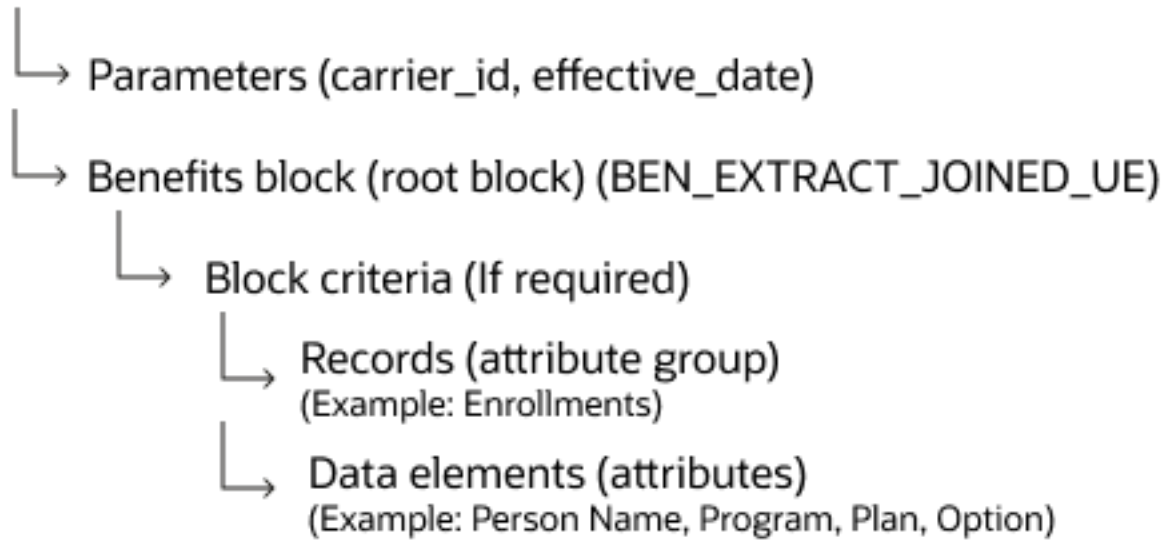 Parameters (carrier_id, effective_date)
Benefits block (root block) (BEN_EXTRACT_JOINED_UE)
Block criteria (If required)
Records (attribute group)
(Example: Enrollments)
Data elements (attributes)
(Example: Person Name, Program, Plan, Option)